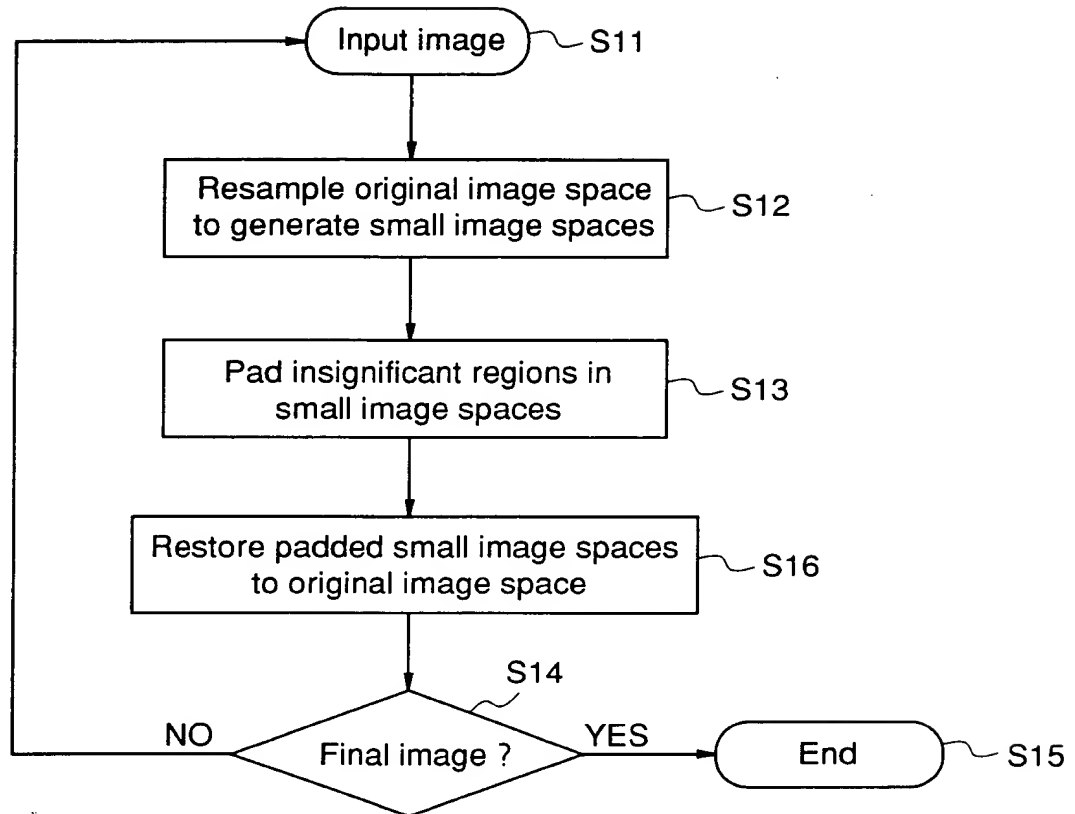 Input image
S11
Resample original image space
to generate small image spaces
S12
Pad insignificant regions in
small image spaces
S13
Restore padded small image spaces
to original image space
S16
S14
NO
Final image ?
YES
End
S15